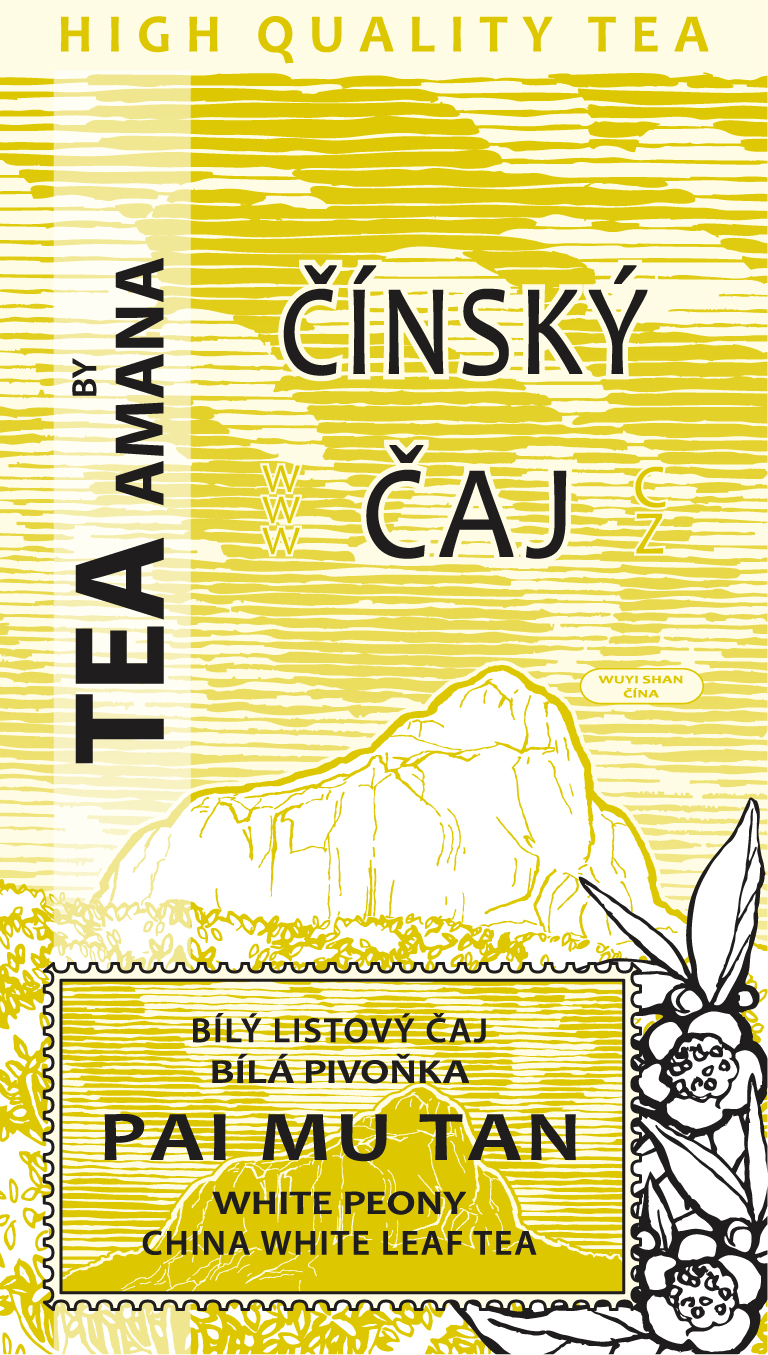 HIGH QUALITY TEA
TEA BY AMANA
ČÍNSKÝ
WWW ČAJ CZ
WUYI SHAN
ČÍNA
BÍLÝ LISTOVÝ ČAJ
BÍLÁ PIVOŇKA
PAI MU TAN
WHITE PEONY
CHINA WHITE LEAF TEA